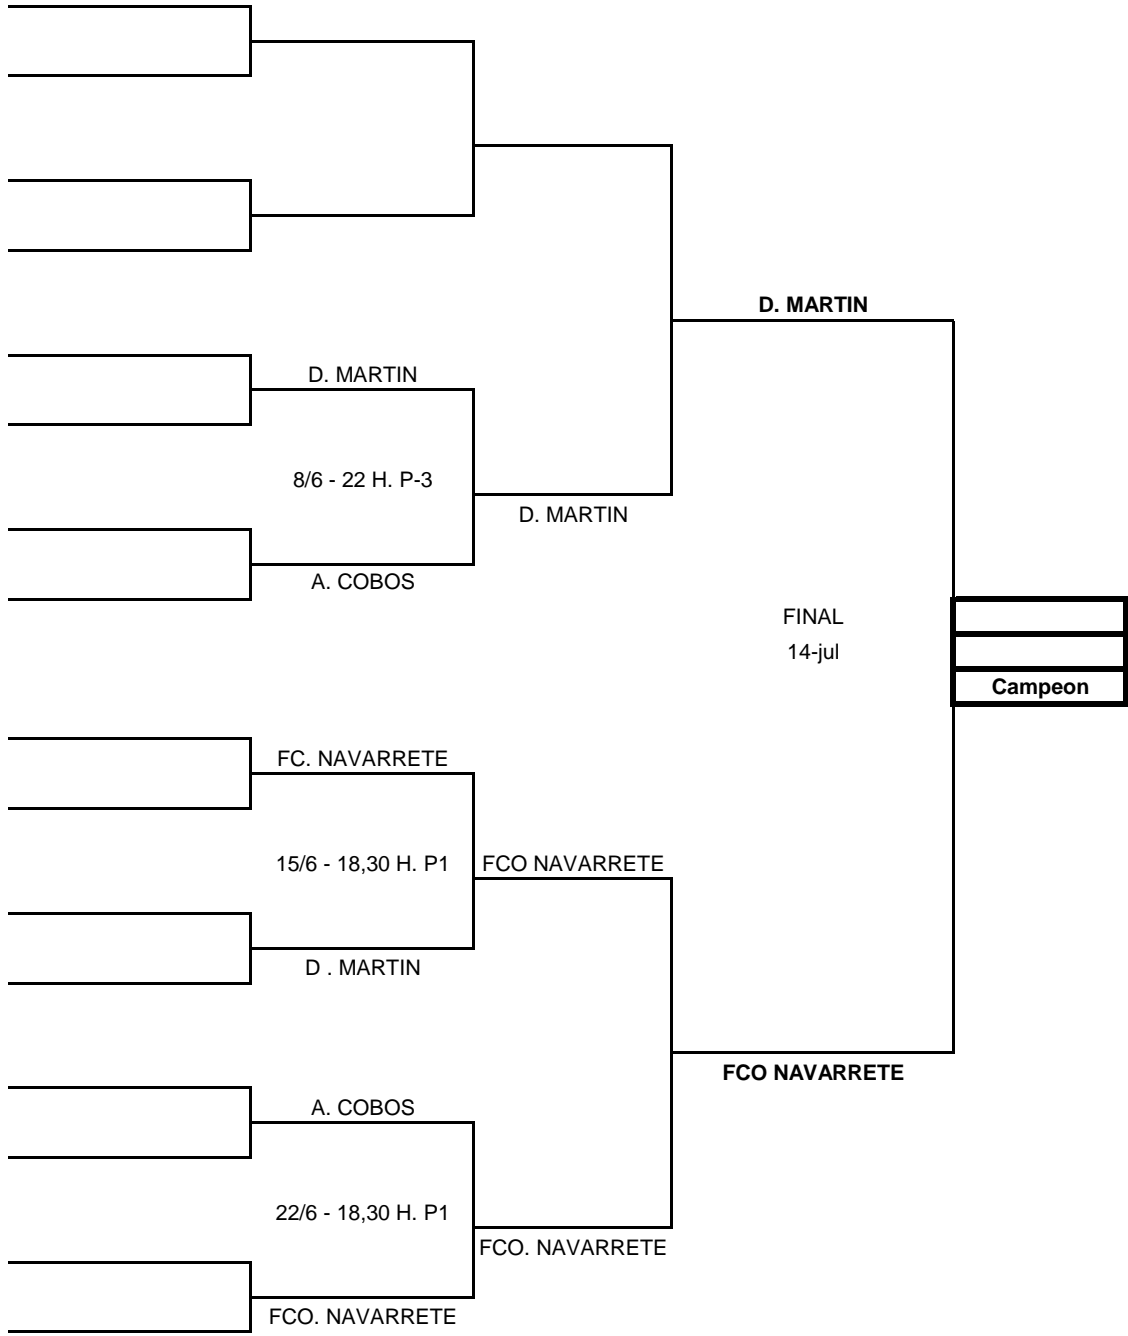 D. MARTIN
D. MARTIN
8/6 - 22 H. P-3
D. MARTIN
A. COBOS
FINAL
14-jul
Campeon
FC. NAVARRETE
15/6 - 18,30 H. P1
FCO NAVARRETE
D . MARTIN
FCO NAVARRETE
A. COBOS
22/6 - 18,30 H. P1
FCO. NAVARRETE
FCO. NAVARRETE